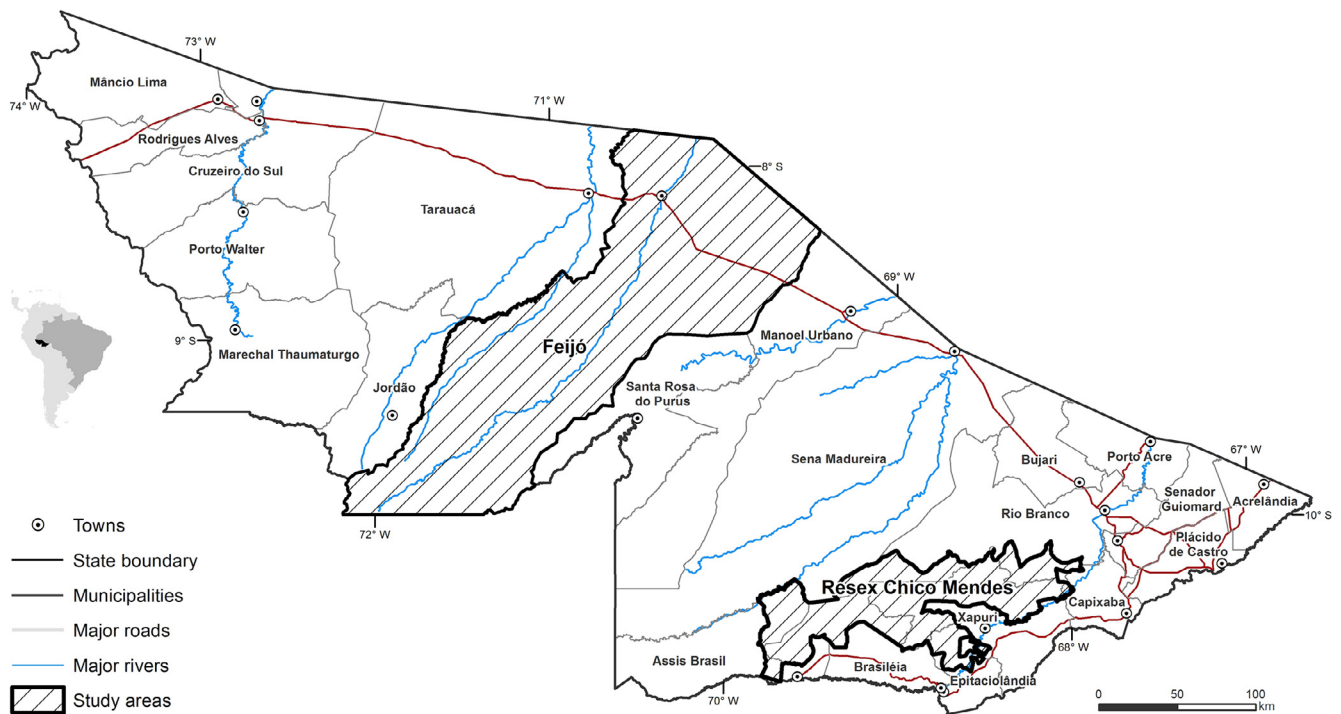 73° W
Mâncio Lima
74° W
71° W
Rodrigues Alves
Cruzeiro do Sul
8° S
Tarauacá
Porto Walter
69° W
Manoel Urbano
9° S
Marechal Thaumaturgo
Feijó
Jordão
Santa Rosa
do Purus
Sena Madureira
Bujari
Porto Acre
67° W
Senador
Guiomard
Acrelândia
Rio Branco
10° S
72° W
Plácido
de Castro
Resex Chico Mendes
Capixaba
Xapuri
68° W
Assis Brasil
Brasiléia
Epitaciolândia
70° W
Towns
State boundary
Municipalities
Major roads
Major rivers
Study areas
0 50 100
km